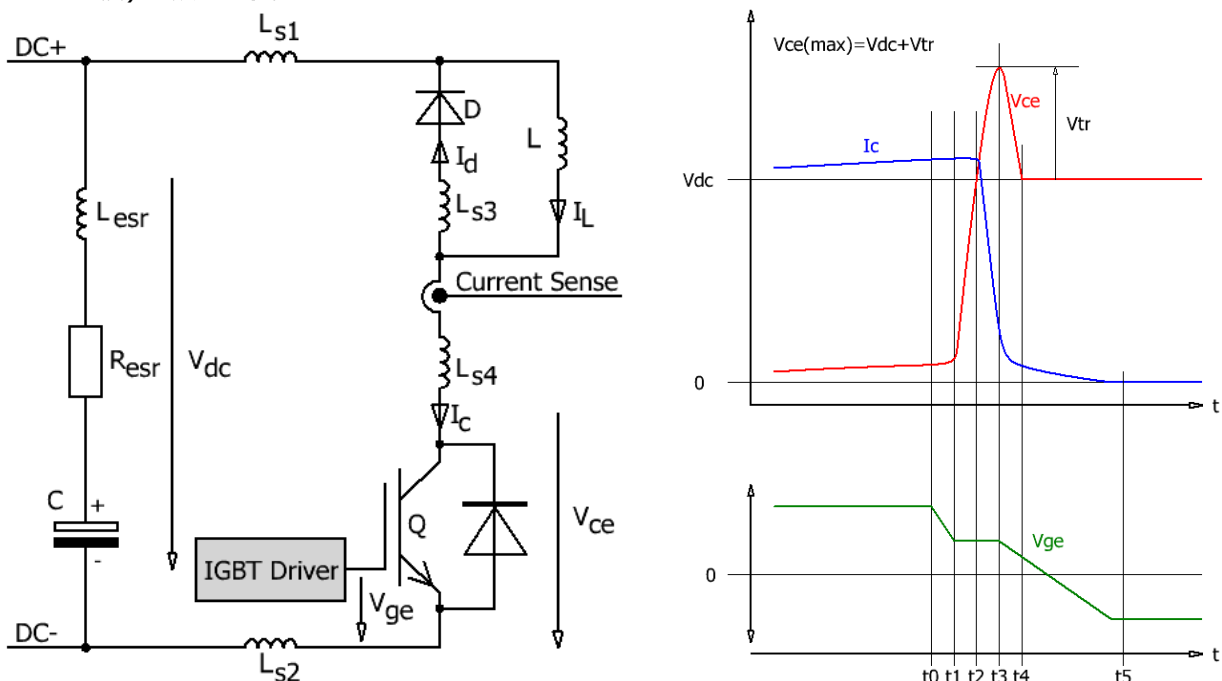 DC+
Ls1
D
L
Id
Ls3
IL
Lesr
Current Sense
Resr
Vdc
Ls4
Ic
C
+
-
Q
Vce
IGBT Driver
Vge
DC-
Ls2
Vce(max)=Vdc+Vtr
Vce
Vtr
Ic
Vdc
0
t
Vge
0
t
t0 t1 t2 t3 t4 t5